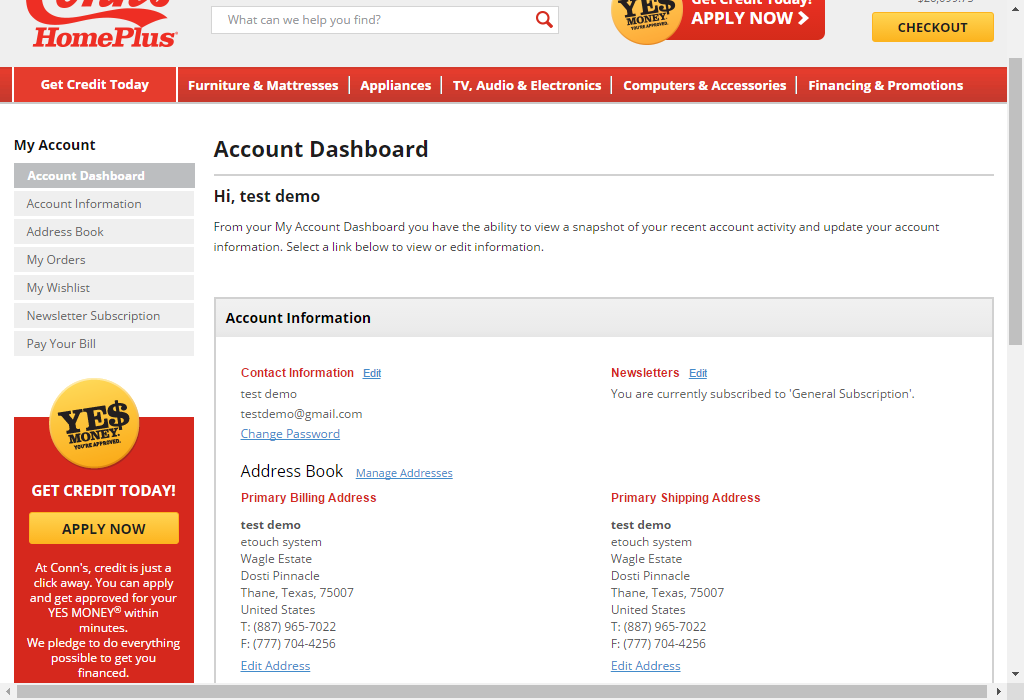 Conn's
HomePlus
What can we help you find?
YE$
MONEY.
YOU'RE APPROVED.
Get Credit Today!
APPLY NOW
CHECKOUT
Get Credit Today
Furniture & Mattresses
Appliances
TV, Audio & Electronics
Computers & Accessories
Financing & Promotions
My Account
Account Dashboard
Account Information
Address Book
My Orders
My Wishlist
Newsletter Subscription
Pay Your Bill
YE$
MONEY.
YOU'RE APPROVED.
GET CREDIT TODAY!
APPLY NOW
At Conn's, credit is just a
click away. You can apply
and get approved for your
YES MONEY® within
minutes.
We pledge to do everything
possible to get you
financed.
Account Dashboard
Hi, test demo
From your My Account Dashboard you have the ability to view a snapshot of your recent account activity and update your account
information. Select a link below to view or edit information.
Account Information
Contact Information Edit
test demo
testdemo@gmail.com
Change Password
Newsletters Edit
You are currently subscribed to 'General Subscription'.
Address Book Manage Addresses
Primary Billing Address
test demo
etouch system
Wagle Estate
Dosti Pinnacle
Thane, Texas, 75007
United States
T: (887) 965-7022
F: (777) 704-4256
Edit Address
Primary Shipping Address
test demo
etouch system
Wagle Estate
Dosti Pinnacle
Thane, Texas, 75007
United States
T: (887) 965-7022
F: (777) 704-4256
Edit Address